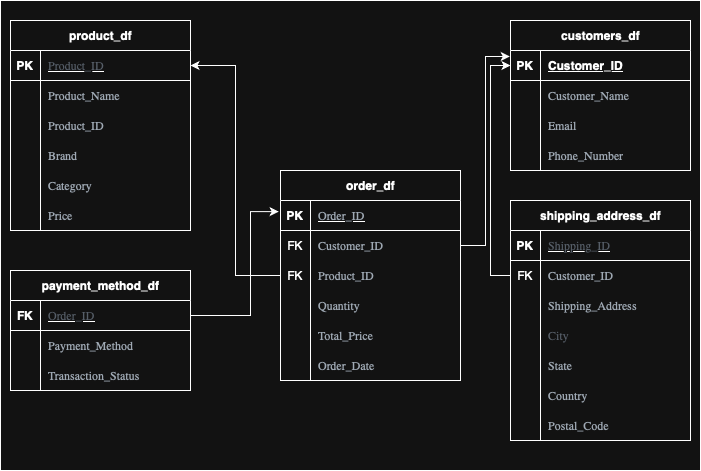 product_df
PK Product_ID
Product_Name
Product_ID
Brand
Category
Price
payment_method_df
FK Order_ID
Payment_Method
Transaction_Status
order_df
PK Order_ID
FK Customer_ID
FK Product_ID
Quantity
Total_Price
Order_Date
customers_df
PK Customer_ID
Customer_Name
Email
Phone_Number
shipping_address_df
PK Shipping_ID
FK Customer_ID
Shipping_Address
City
State
Country
Postal_Code